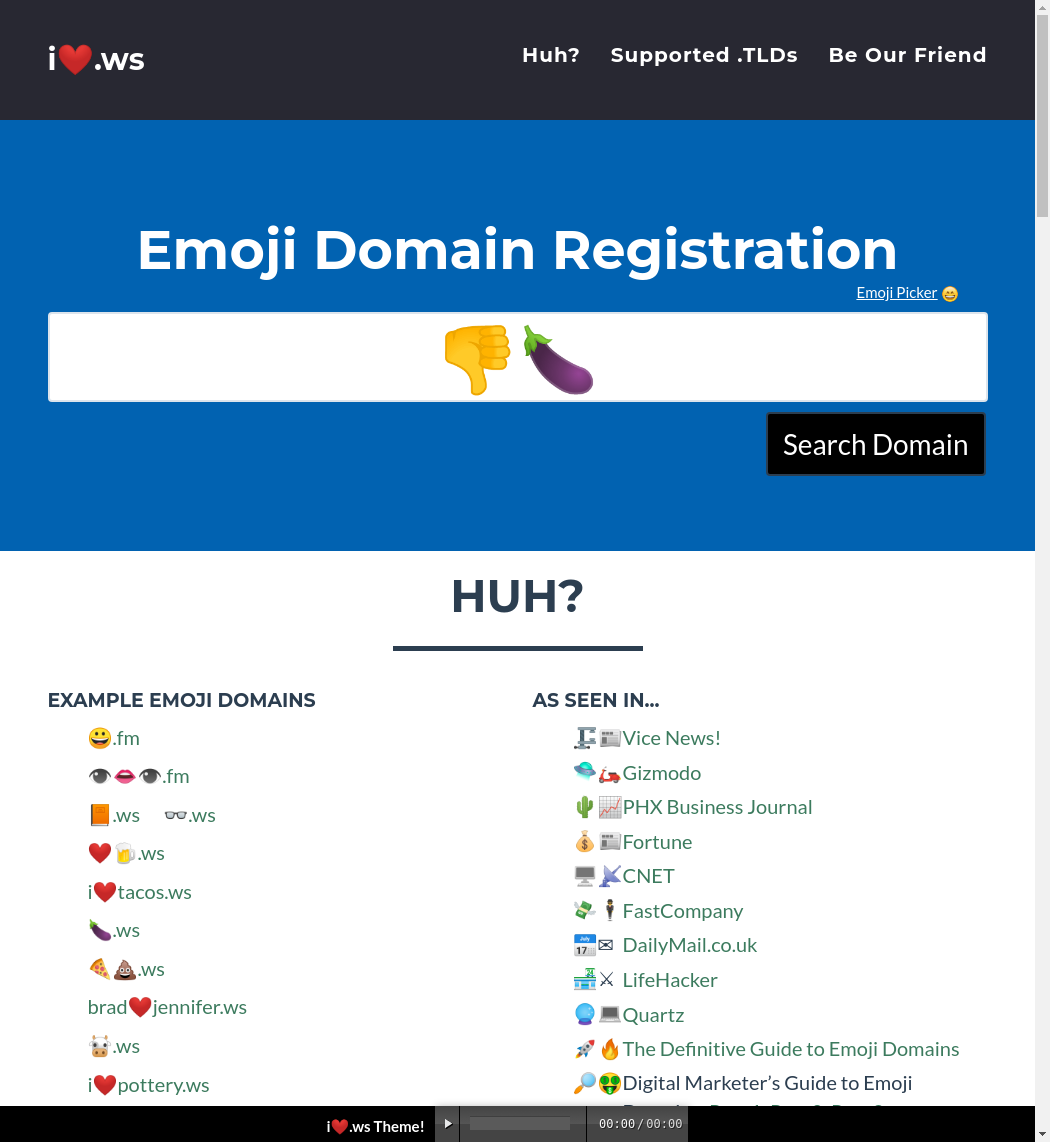 i❤️.ws
Huh? Supported .TLDs Be Our Friend
Emoji Domain Registration
Emoji Picker 😄
👎🍆
Search Domain
HUH?
EXAMPLE EMOJI DOMAINS
😀.fm
👁👄👁.fm
📙.ws 👓.ws
❤️🍺.ws
i❤️tacos.ws
🍆.ws
🍕💩.ws
brad❤️jennifer.ws
🐮.ws
i❤️pottery.ws
AS SEEN IN...
🗜📰Vice News!
🛸🛵Gizmodo
🌵📈PHX Business Journal
💰📰Fortune
🖥📡CNET
💸🕴FastCompany
📅✉ DailyMail.co.uk
🏪⚔ LifeHacker
🔮💻Quartz
🚀🔥The Definitive Guide to Emoji Domains
🔎🤑Digital Marketer’s Guide to Emoji
i❤️.ws Theme!
00:00/00:00